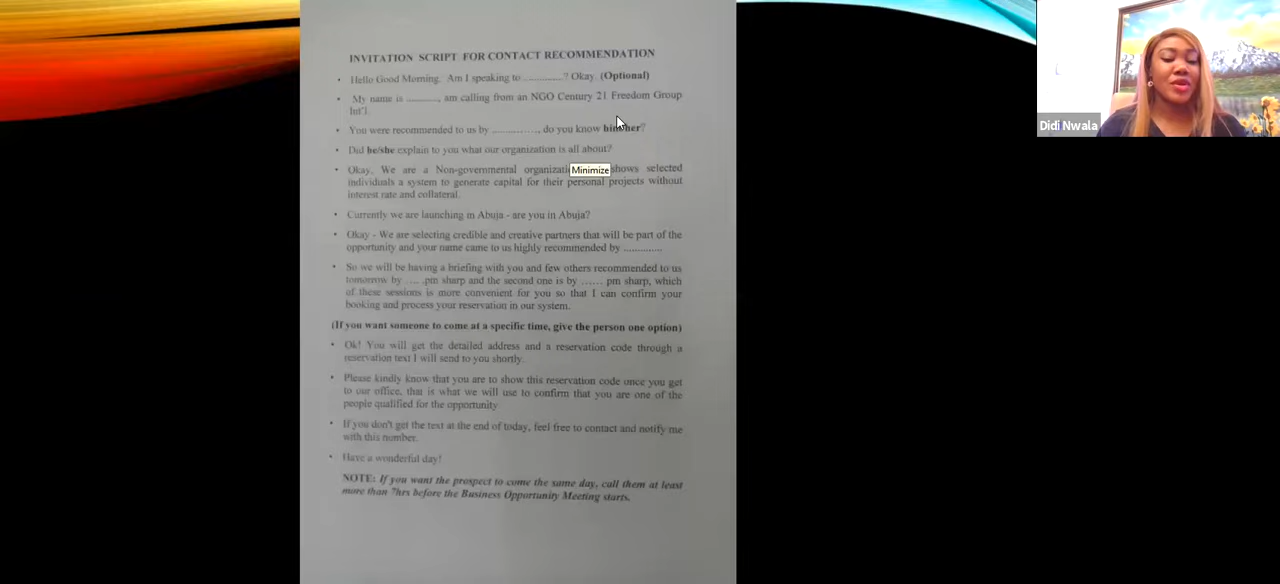 INVITATION SCRIPT FOR CONTACT RECOMMENDATION
• Hello Good Morning. Am I speaking to ............? Okay. (Optional)
• My name is ........., am calling from an NGO Century 21 Freedom Group
Int'l
• You were recommended to us by ............., do you know him/her?
• Did he/she explain to you what our organization is all about?
• Okay, We are a Non-governmental shows selected
Minimize
individuals a system to generate capital for their personal projects without
interest rate and collateral.
• Currently we are launching in Abuja - are you in Abuja?
• Okay - We are selecting credible and creative partners that will be part of the
opportunity and your name came to us highly recommended by .............
• So we will be having a briefing with you and few others recommended to us
tomorrow by .... .pm sharp and the second one is by ...... pm sharp, which
of these sessions is more convenient for you so that I can confirm your
booking and process your reservation in our system.
(If you want someone to come at a specific time, give the person one option)
• Ok! You will get the detailed address and a reservation code through a
reservation text I will send to you shortly.
• Please kindly know that you are to show this reservation code once you get
to our office, that is what we will use to confirm that you are one of the
people qualified for the opportunity
• If you don't get the text at the end of today, feel free to contact and notify me
with this number.
• Have a wonderful day!
NOTE: If you want the prospect to come the same day, call them at least
more than 7hrs before the Business Opportunity Meeting starts.
Didi Nwala